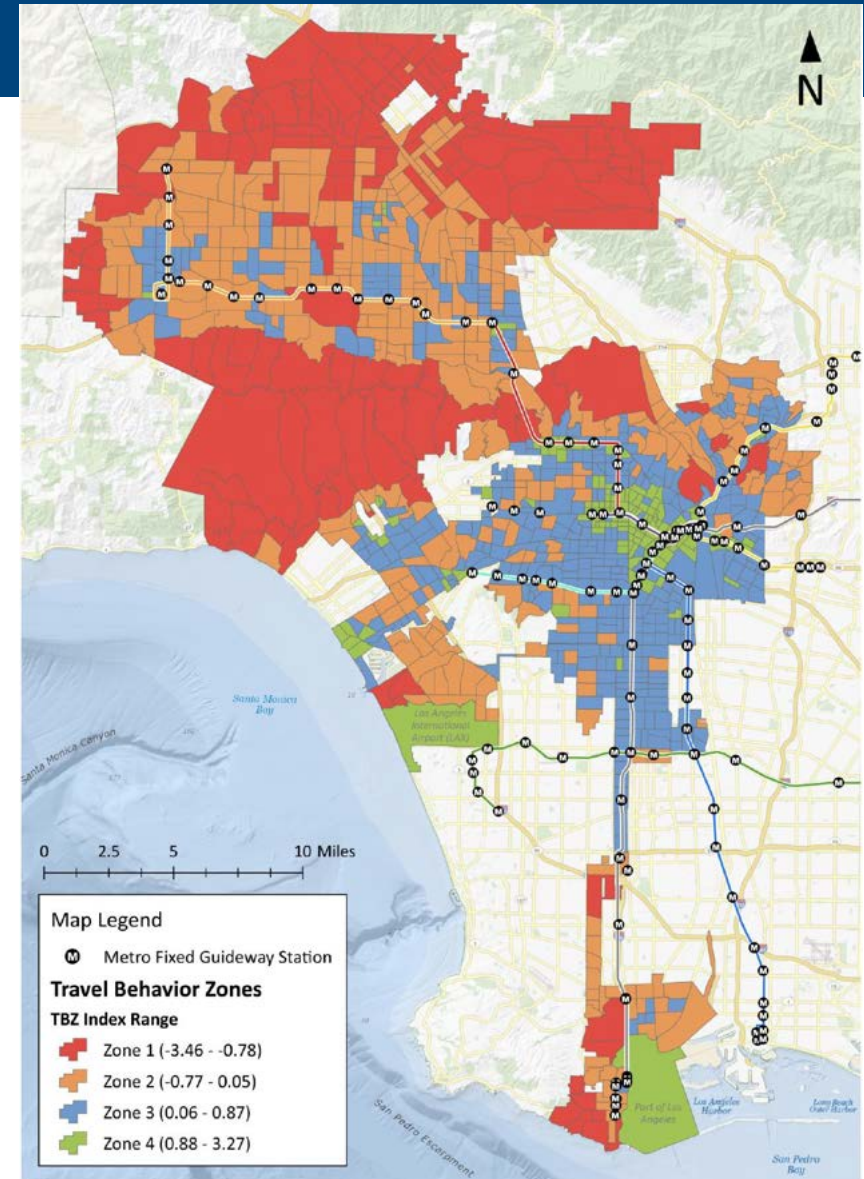 N
Santa Monica
Bay
Santa Monica Canyon
Los Angeles
International
Airport (LAX)
0 2.5 5 10 Miles
Map Legend
M Metro Fixed Guideway Station
Travel Behavior Zones
TBZ Index Range
Zone 1 (-3.46 - -0.78)
Zone 2 (-0.77 - 0.05)
Zone 3 (0.06 - 0.87)
Zone 4 (0.88 - 3.27)
San Pedro Escarpment
Port of Los
Angeles
Los Angeles
Harbor
Long Beach
Outer Harbor
San Pedro
Bay